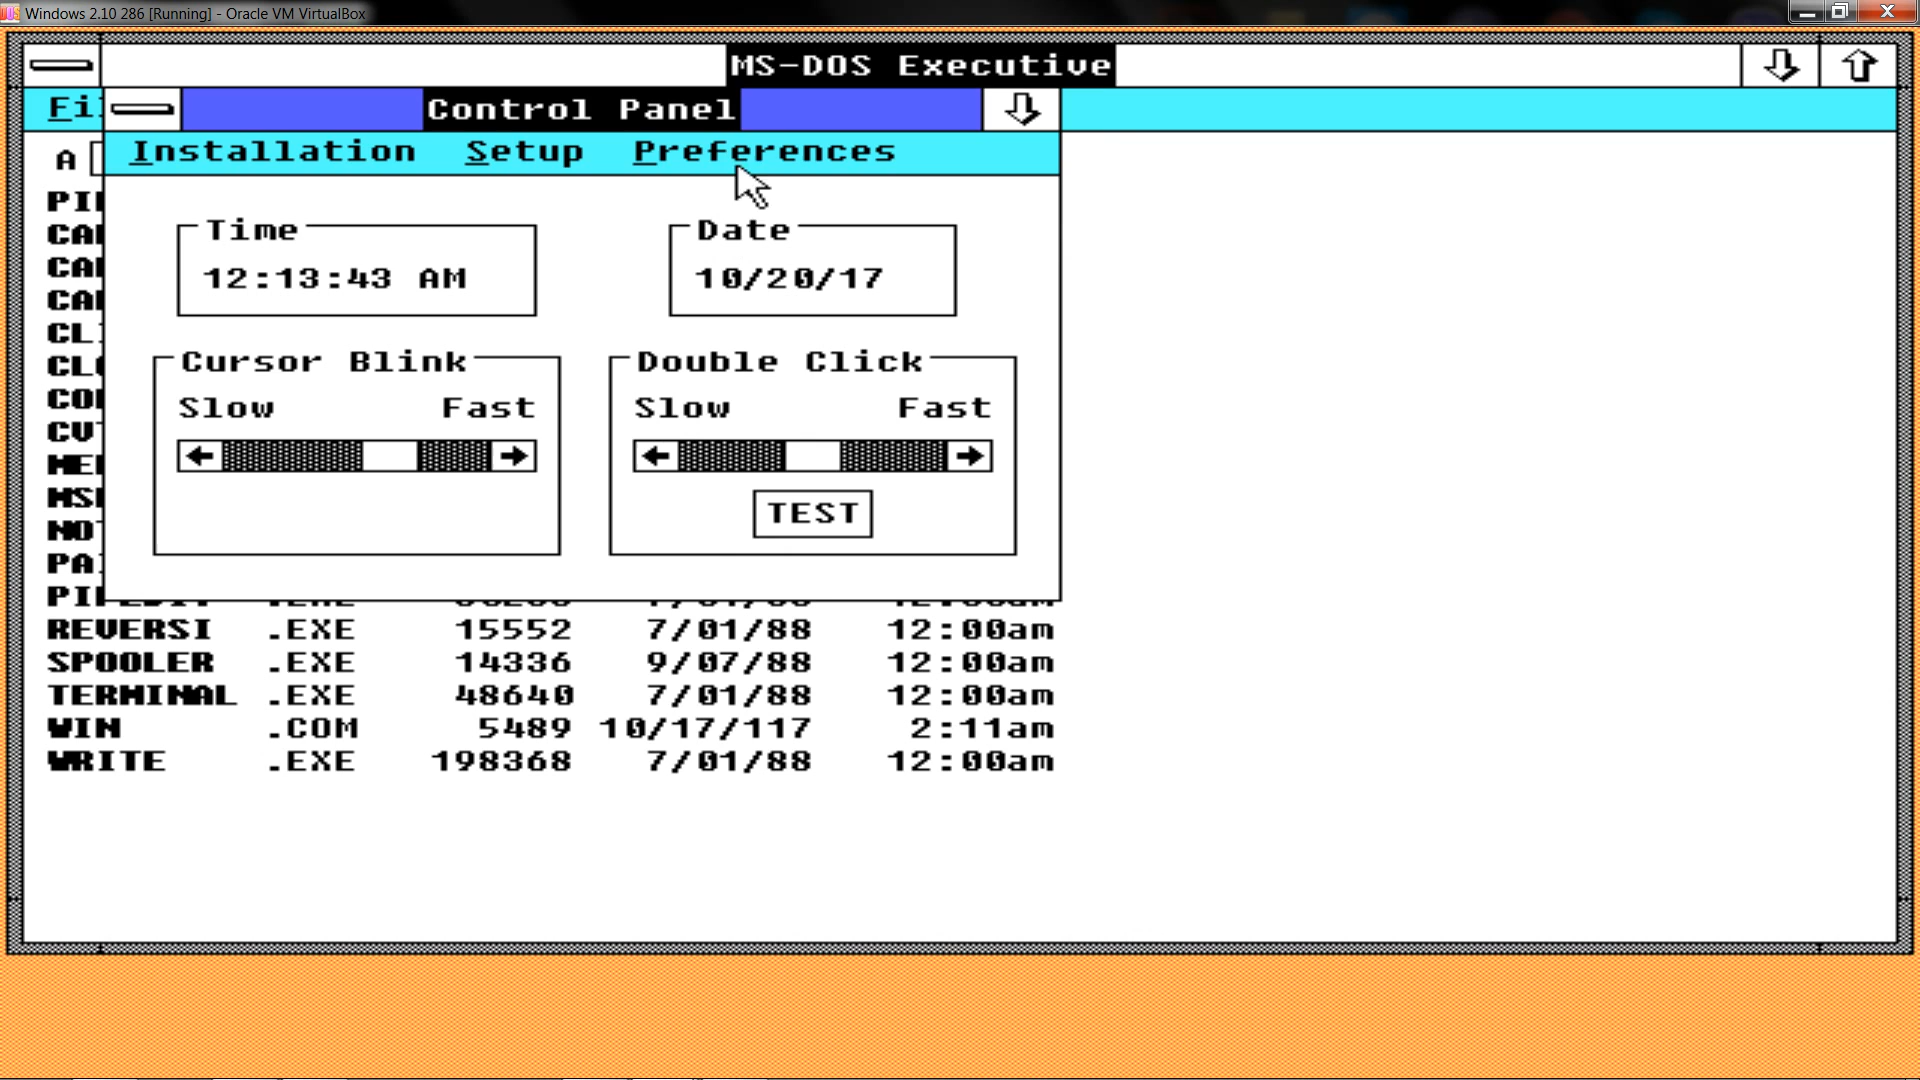 Windows 2.10 286 [Running] - Oracle VM VirtualBox
MS-DOS Executive
Control Panel
Installation Setup Preferences
A
Time
12:13:43 AM
Date
10/20/17
Cursor Blink
Slow Fast
Double Click
Slow Fast
TEST
REVERSI .EXE 15552 7/01/88 12:00am
SPOOLER .EXE 14336 9/07/88 12:00am
TERMINAL .EXE 48640 7/01/88 12:00am
WIN .COM 5489 10/17/117 2:11am
WRITE .EXE 198368 7/01/88 12:00am